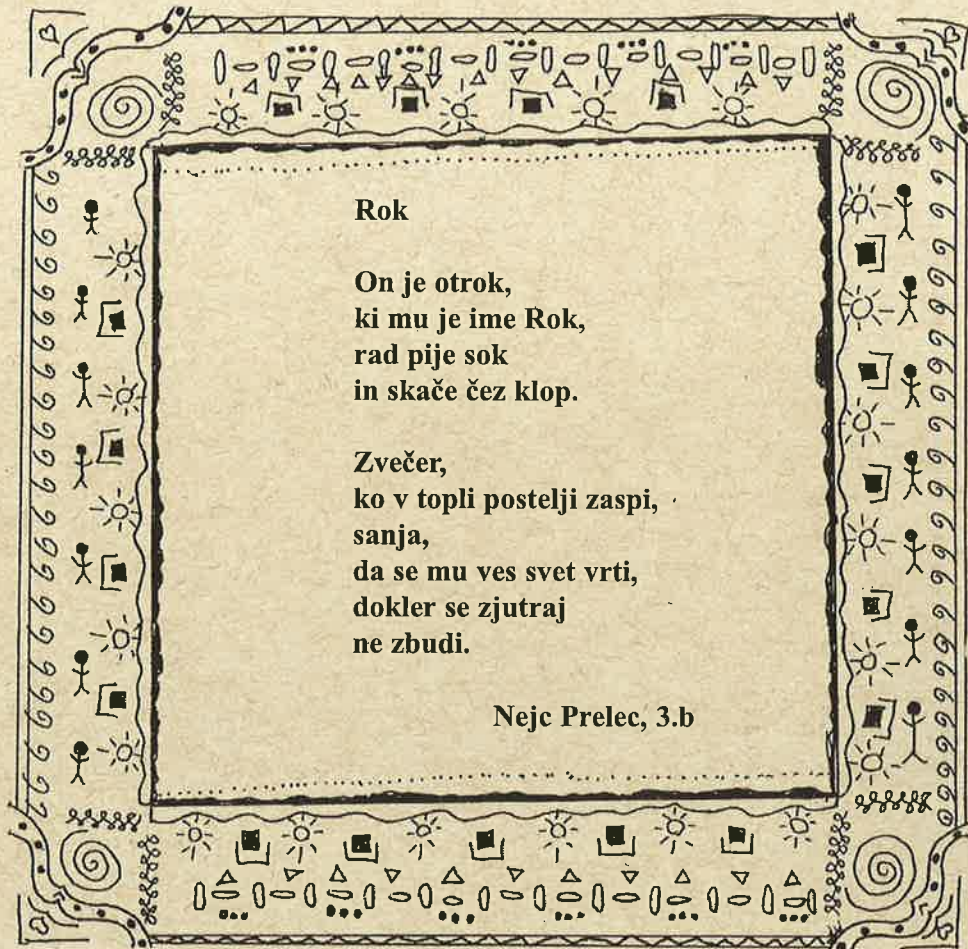 Rok
On je otrok,
ki mu je ime Rok,
rad pije sok
in skače čez klop.
Zvečer,
ko v topli postelji zaspi,
sanja,
da se mu ves svet vrti,
dokler se zjutraj
ne zbudi.
Nejc Prelec, 3.b